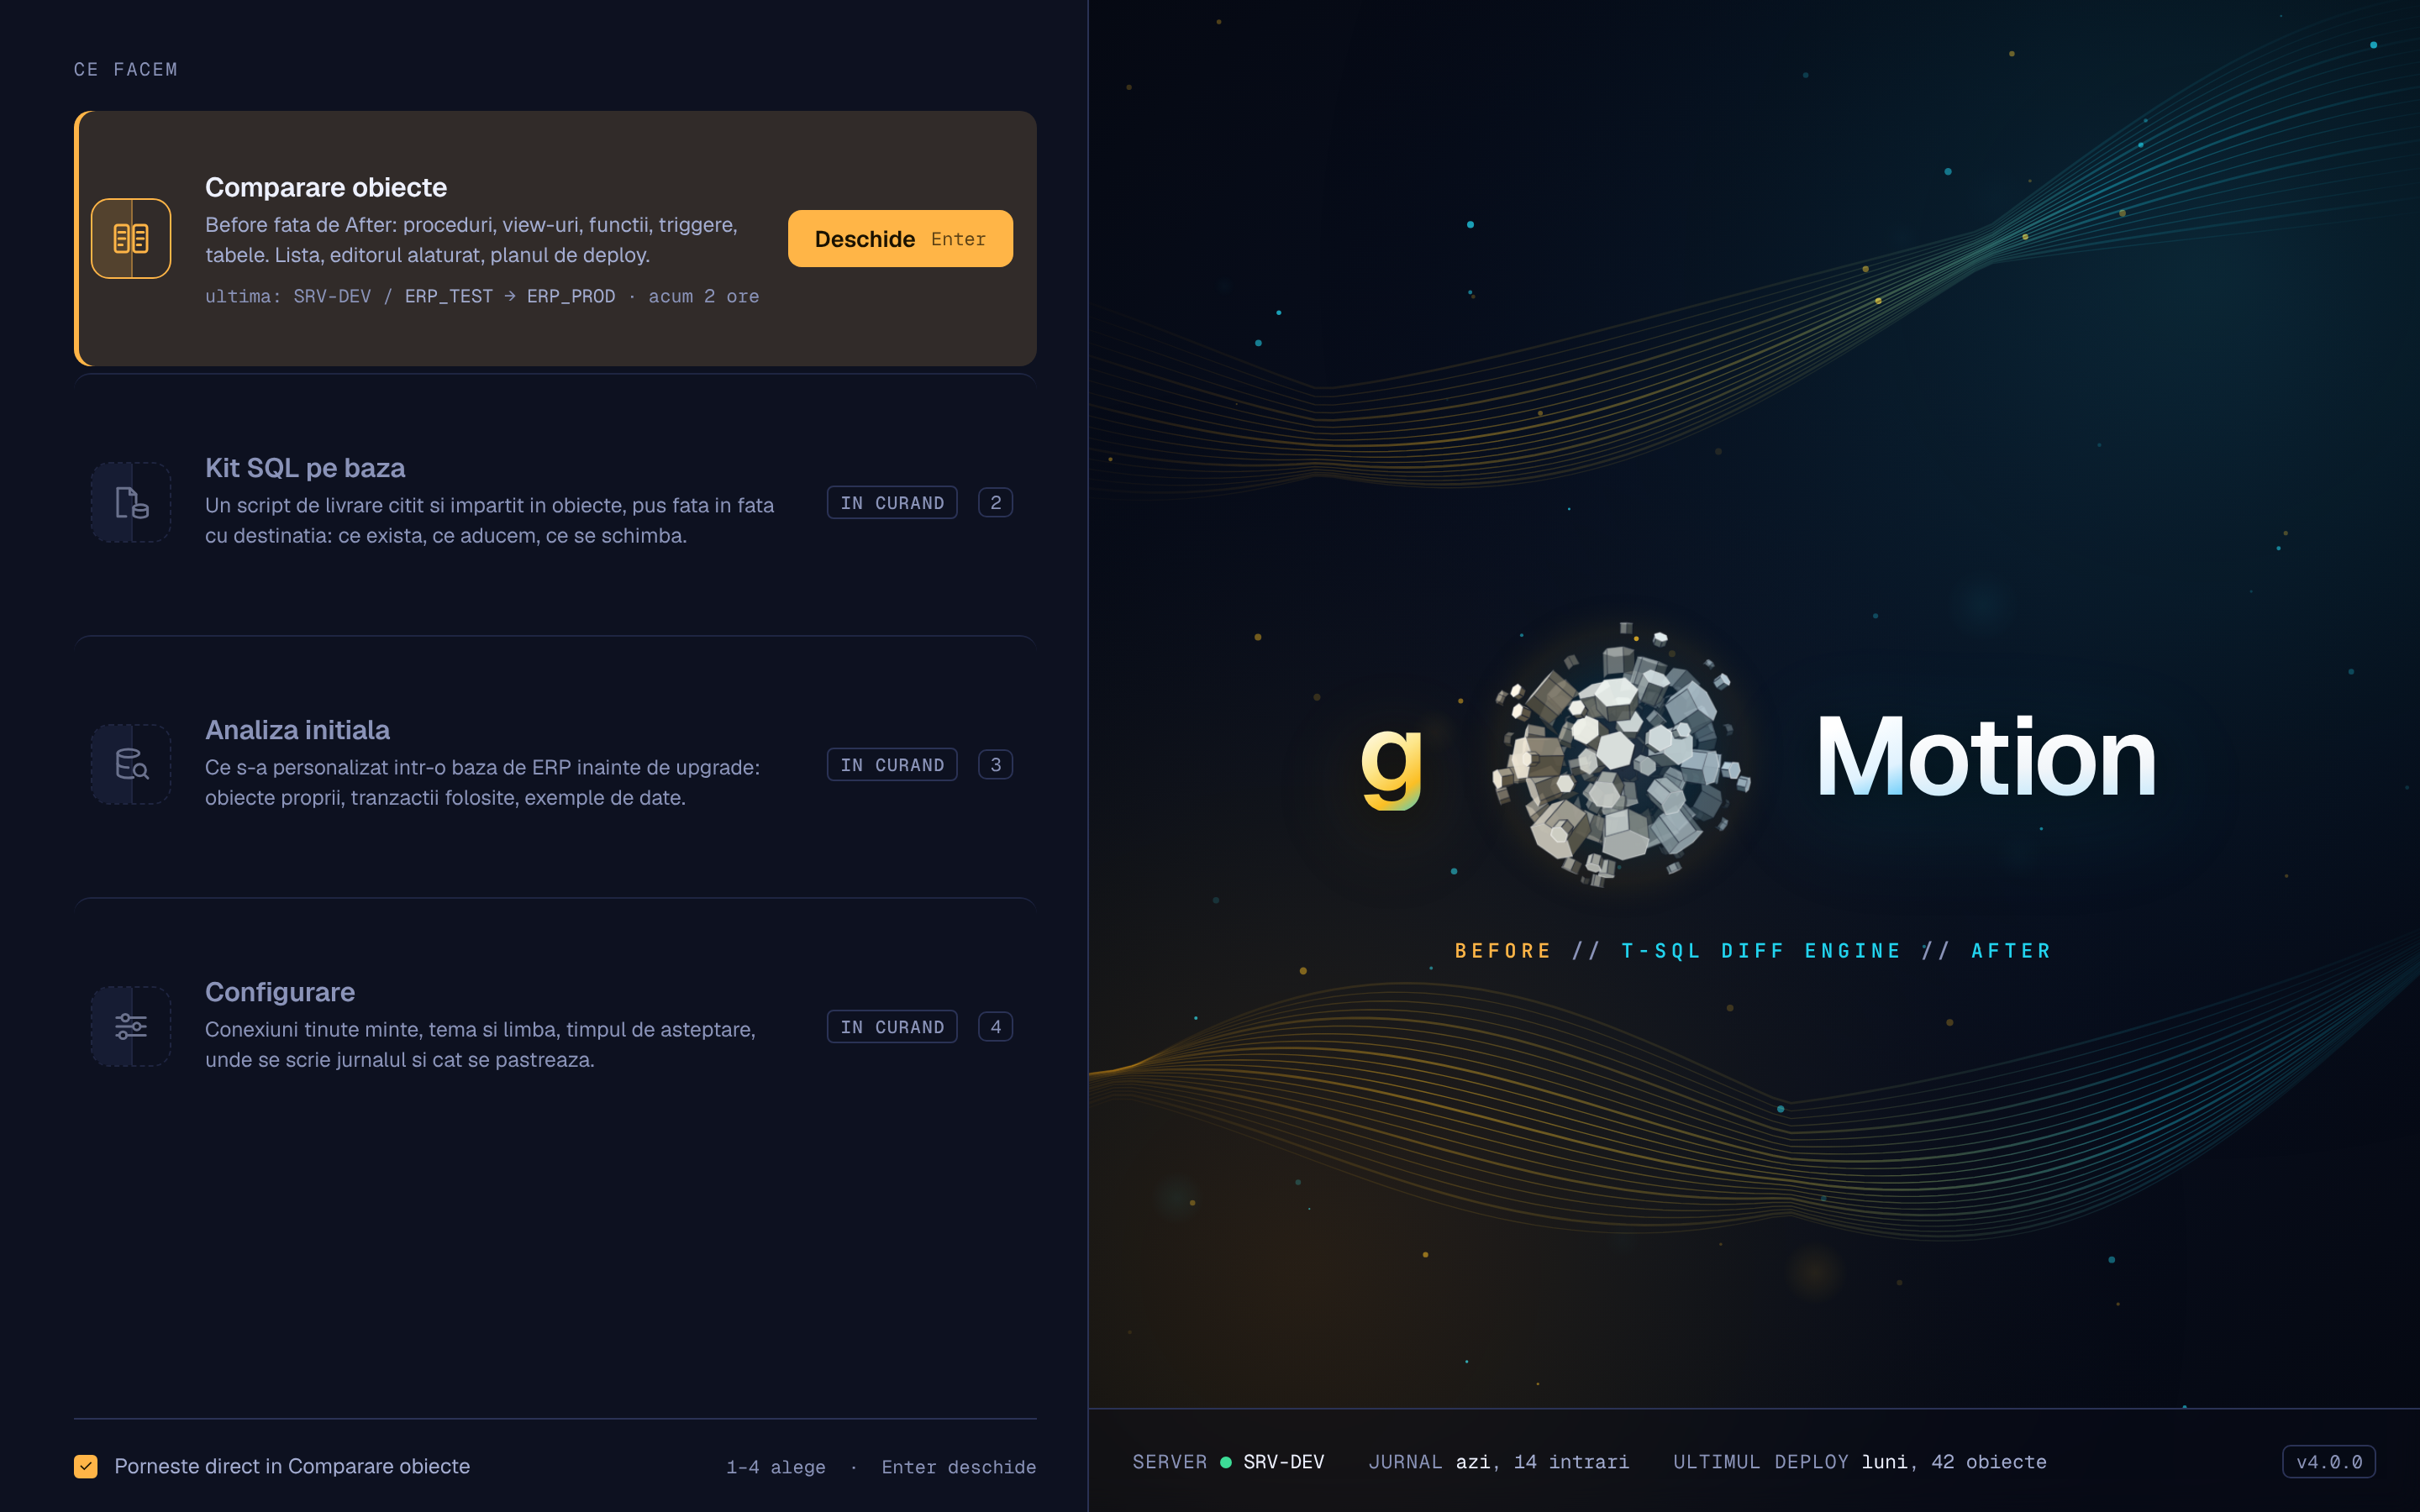 CE FACEM
Comparare obiecte
Before fata de After: proceduri, view-uri, functii, triggere,
tabele. Lista, editorul alaturat, planul de deploy.
ultima: SRV-DEV / ERP_TEST → ERP_PROD · acum 2 ore
Deschide Enter
Kit SQL pe baza
Un script de livrare citit si impartit in obiecte, pus fata in fata
cu destinatia: ce exista, ce aducem, ce se schimba.
IN CURAND 2
Analiza initiala
Ce s-a personalizat intr-o baza de ERP inainte de upgrade:
obiecte proprii, tranzactii folosite, exemple de date.
IN CURAND 3
Configurare
Conexiuni tinute minte, tema si limba, timpul de asteptare,
unde se scrie jurnalul si cat se pastreaza.
IN CURAND 4
Porneste direct in Comparare obiecte
1–4 alege · Enter deschide
g Motion
BEFORE // T-SQL DIFF ENGINE // AFTER
SERVER SRV-DEV JURNAL azi, 14 intrari ULTIMUL DEPLOY luni, 42 obiecte v4.0.0